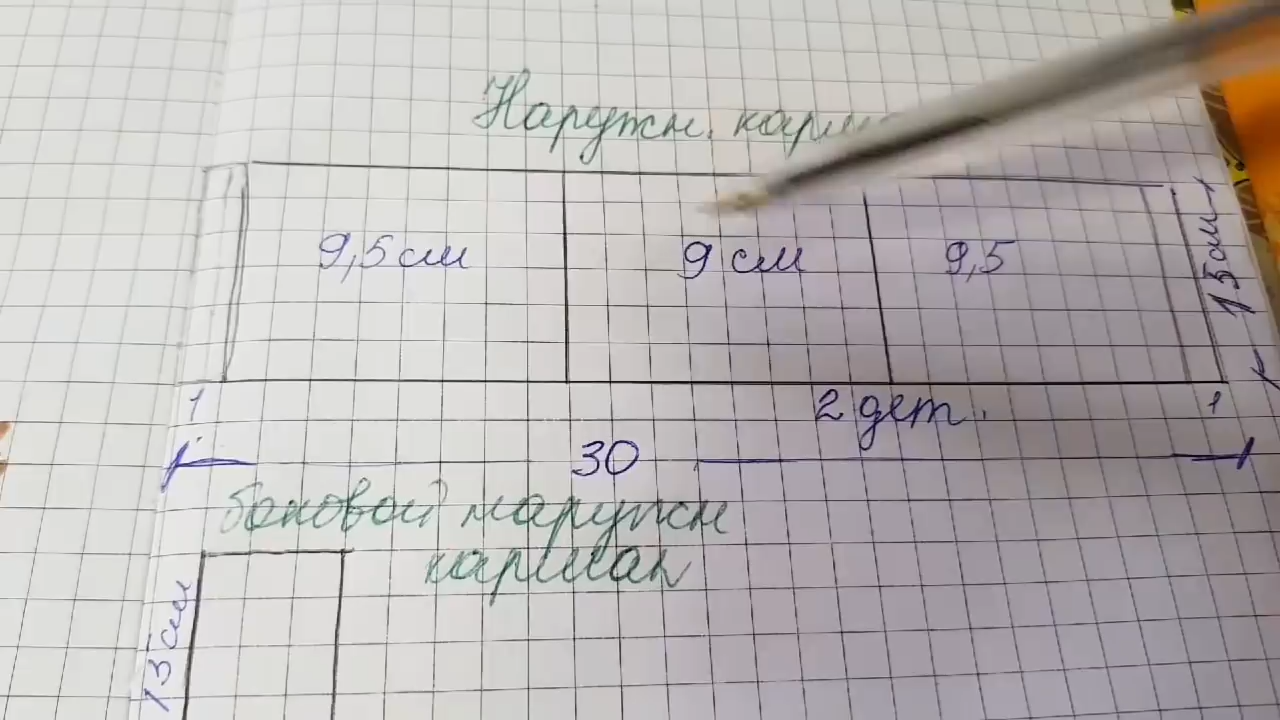 Наружн. карм
9,5 см
9 см
9,5
15 см
1
2 дет.
1
30
боковой наружн
карман
15 см